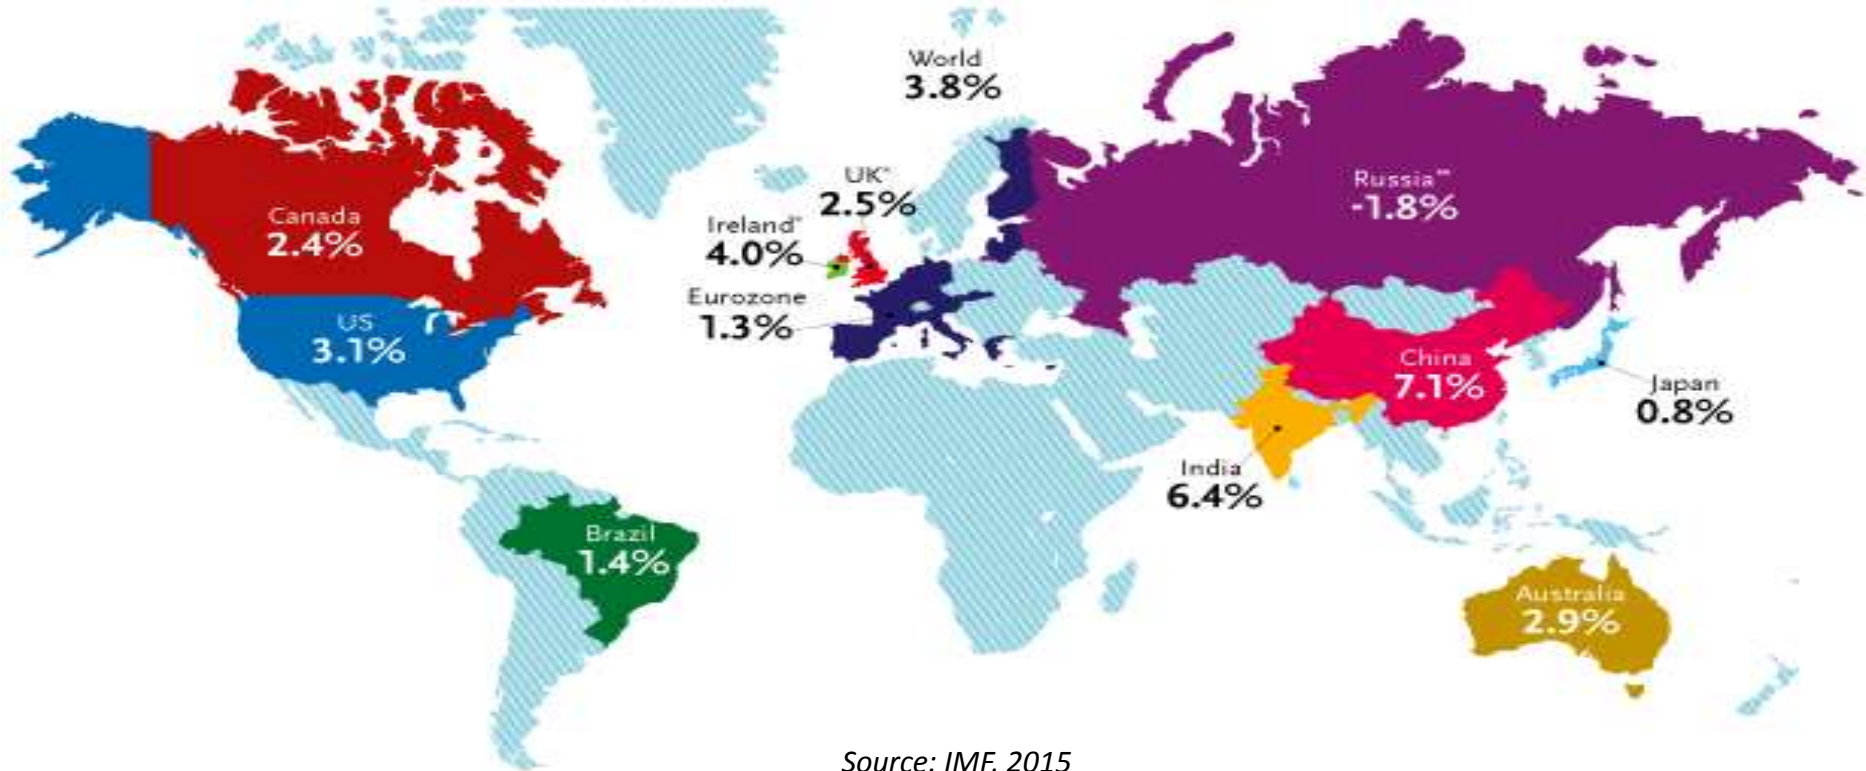 World
3.8%
UK*
2.5%
Russia**
-1.8%
Canada
2.4%
Ireland*
4.0%
Eurozone
1.3%
US
3.1%
China
7.1%
Japan
0.8%
India
6.4%
Brazil
1.4%
Australia
2.9%
Source: IMF, 2015